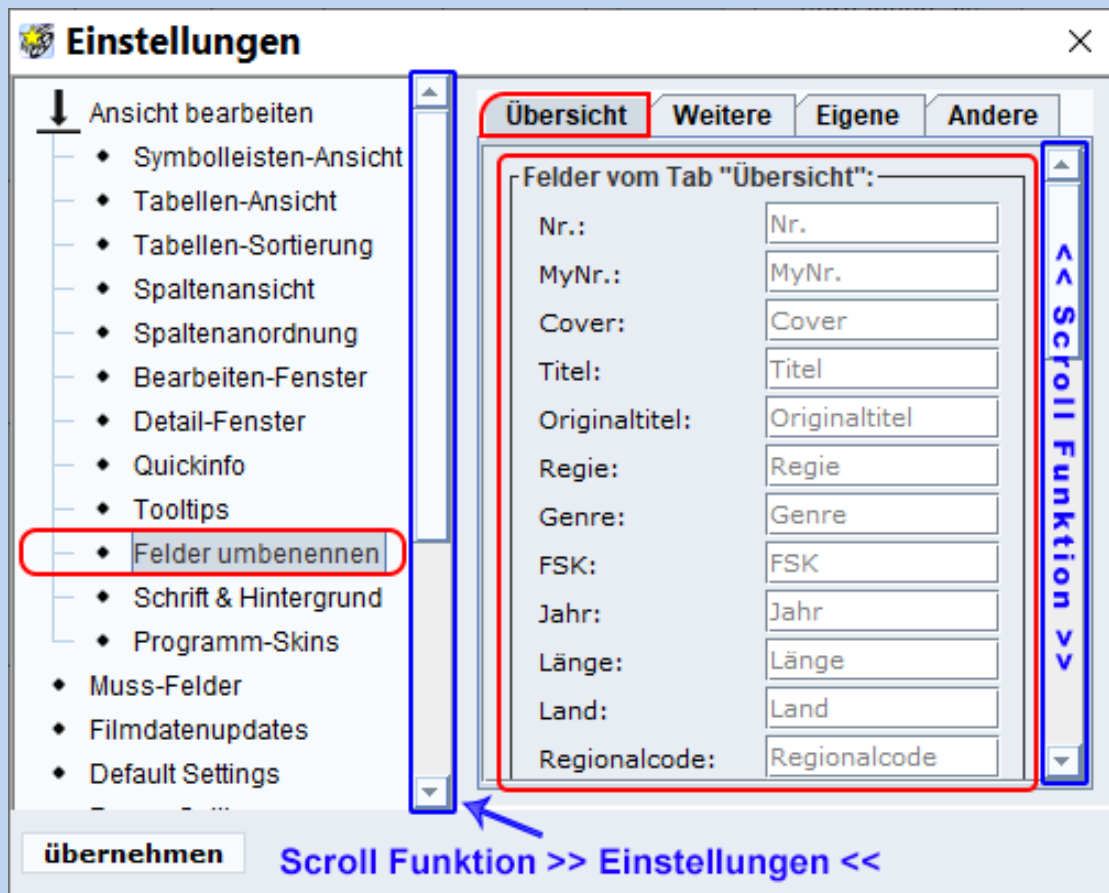 Einstellungen
Ansicht bearbeiten
Symbolleisten-Ansicht
Tabellen-Ansicht
Tabellen-Sortierung
Spaltenansicht
Spaltenanordnung
Bearbeiten-Fenster
Detail-Fenster
Quickinfo
Tooltips
Felder umbenennen
Schrift & Hintergrund
Programm-Skins
Muss-Felder
Filmdatenupdates
Default Settings
Übersicht Weitere Eigene Andere
Felder vom Tab "Übersicht":
Nr.: Nr.
MyNr.: MyNr.
Cover: Cover
Titel: Titel
Originaltitel: Originaltitel
Regie: Regie
Genre: Genre
FSK: FSK
Jahr: Jahr
Länge: Länge
Land: Land
Regionalcode: Regionalcode
<< Scroll Funktion >>
übernehmen
Scroll Funktion >> Einstellungen <<